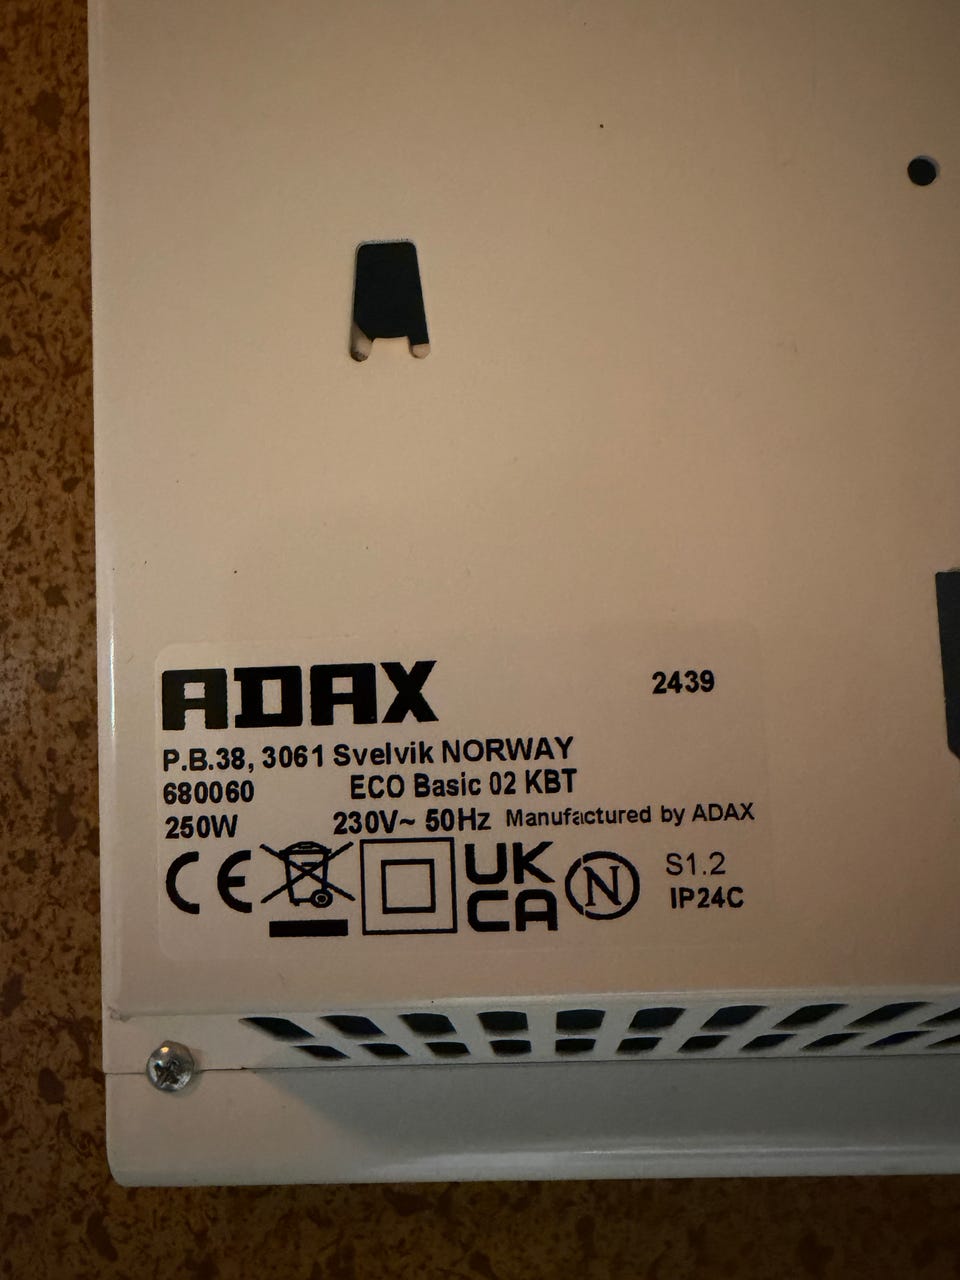 ADAX 2439
P.B.38, 3061 Svelvik NORWAY
680060 ECO Basic 02 KBT
250W 230V~ 50Hz Manufactured by ADAX
CE UK CA N S1.2
IP24C